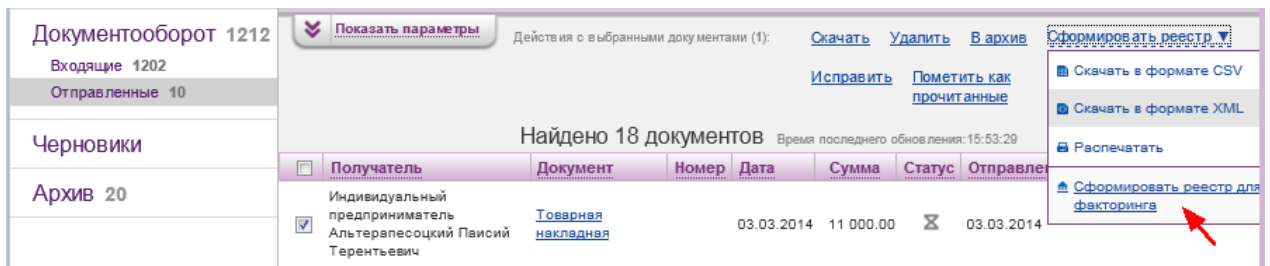 Документооборот 1212
Входящие 1202
Отправленные 10
Черновики
Архив 20
Показать параметры
Действия с выбранными документами (1):
Скачать Удалить В архив Сформировать реестр ▼
Исправить Пометить как
прочитанные
Скачать в формате CSV
Скачать в формате XML
Распечатать
Сформировать реестр для
факторинга
Найдено 18 документов Время последнего обновления:15:53:29
Получатель Документ Номер Дата Сумма Статус Отправлен
Индивидуальный
предприниматель
Альтерапесоцкий Паисий
Терентьевич
Товарная
накладная
03.03.2014 11 000.00 03.03.2014